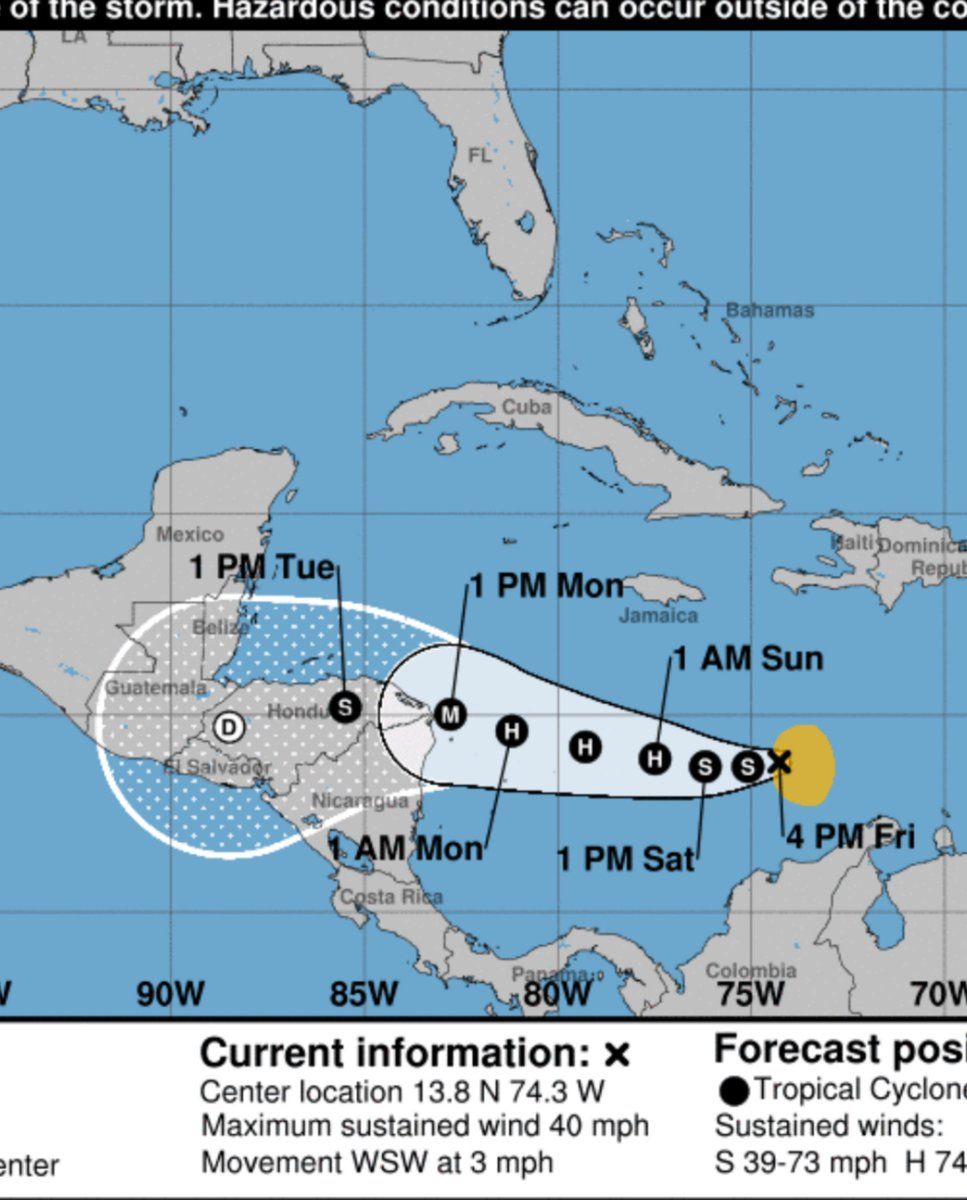 of the storm. Hazardous conditions can occur outside of the co
LA
FL
Bahamas
Cuba
Mexico
Haiti Dominica
Repub
1 PM Tue
1 PM Mon
Jamaica
Belize
1 AM Sun
Guatemala
S
M
Hondu
D
H
H
H
S
S
El Salvador
Nicaragua
1 AM Mon
1 PM Sat
4 PM Fri
Costa Rica
Panama
Colombia
W
90W
85W
80W
75W
70W
Current information: x
Center location 13.8 N 74.3 W
Maximum sustained wind 40 mph
Movement WSW at 3 mph
enter
Forecast posi
Tropical Cyclone
Sustained winds:
S 39-73 mph H 74